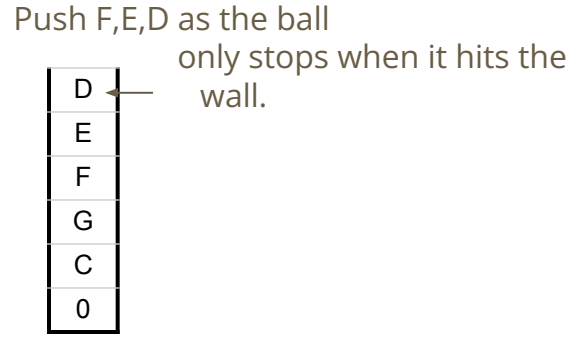 Push F,E,D as the ball
only stops when it hits the
wall.
D
E
F
G
C
0